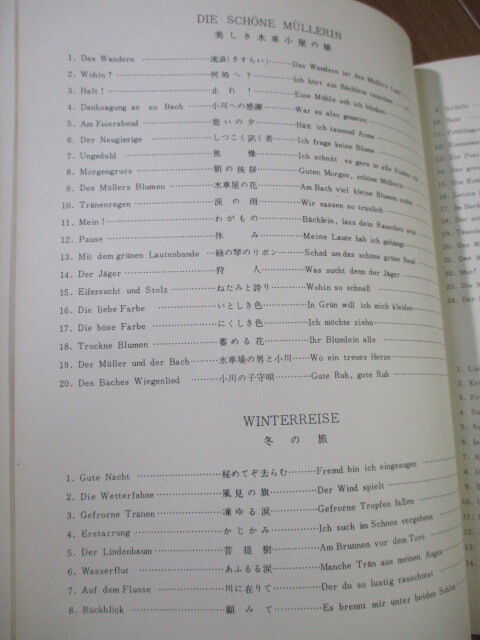 DIE SCHÖNE MÜLLERIN
美しき水車小屋の娘
1. Das Wandern 流浪(さすらい) Das Wandern ist des Müllers Lust
2. Wohin? 何処へ? Ich hört ein Bächlein rauschen
3. Halt! 止れ! Eine Mühle seh ich blinken
4. Danksagung an en Bach 小川への感謝 War es also gemeint
5. Am Feierabend 憩いの夕 Hätt ich tausend Arme
6. Der Neugierige しつこく訊く者 Ich frage keine Blume
7. Ungeduld 焦燥 Ich schnitt es gern in alle
8. Morgengruss 朝の挨拶 Guten Morgen, schöne Müllerin
9. Des Müllers Blumen 水車屋の花 Am Bach viel kleine Blumen stehn
10. Tränenregen 涙の雨 Wir sassen so traulich
11. Mein! わがもの Bächlein, lass dein Rauschen sein
12. Pause 休み Meine Laute hab ich gehängt
13. Mit dem grünen Lautenbande 緑の琴のリボン Schad um das schöne grüne Band
14. Der Jäger 狩人 Was sucht denn der Jäger
15. Eifersucht und Stolz ねたみと誇り Wohin so schnell
16. Die liebe Farbe いとしき色 In Grün will ich mich kleiden
17. Die böse Farbe にくしき色 Ich möchte ziehn
18. Trockne Blumen 萎める花 Ihr Blümlein alle
19. Der Müller und der Bach 水車場の男と小川 Wo ein treues Herze
20. Des Baches Wiegenlied 小川の子守唄 Gute Ruh, gute Ruh
WINTERREISE
冬の旅
1. Gute Nacht 秘めてぞ去らむ Fremd bin ich eingezogen
2. Die Wetterfahne 風見の旗 Der Wind spielt
3. Gefrorne Tränen 凍ゆる涙 Gefrorne Tropfen fallen
4. Erstarrung かじかみ Ich such im Schnee vergebens
5. Der Lindenbaum 菩提樹 Am Brunnen vor dem Tore
6. Wasserflut あふるる涙 Manche Trän aus meinen Augen
7. Auf dem Flusse 川に在りて Der du so lustig rauschtest
8. Rückblick 顧みて Es brennt mir unter beiden Sohlen